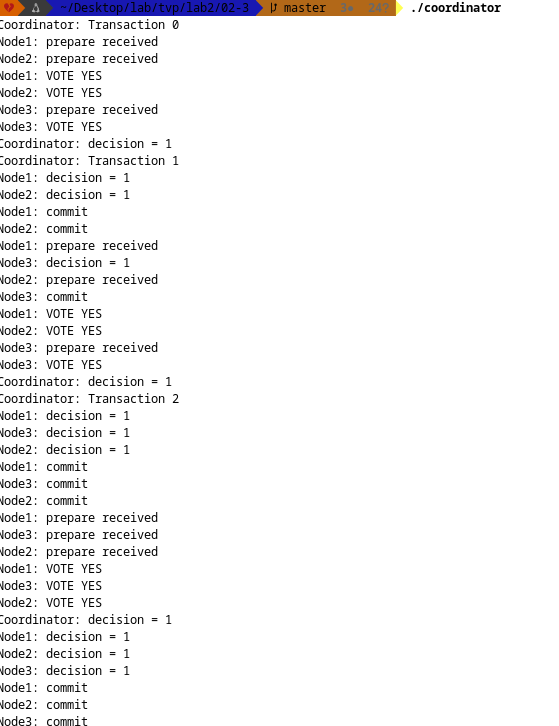 ~/Desktop/lab/tvp/lab2/02-3 master 3★ 24? ./coordinator
Coordinator: Transaction 0
Node1: prepare received
Node2: prepare received
Node1: VOTE YES
Node2: VOTE YES
Node3: prepare received
Node3: VOTE YES
Coordinator: decision = 1
Coordinator: Transaction 1
Node1: decision = 1
Node2: decision = 1
Node1: commit
Node2: commit
Node1: prepare received
Node3: decision = 1
Node2: prepare received
Node3: commit
Node1: VOTE YES
Node2: VOTE YES
Node3: prepare received
Node3: VOTE YES
Coordinator: decision = 1
Coordinator: Transaction 2
Node1: decision = 1
Node3: decision = 1
Node2: decision = 1
Node1: commit
Node3: commit
Node2: commit
Node1: prepare received
Node3: prepare received
Node2: prepare received
Node1: VOTE YES
Node3: VOTE YES
Node2: VOTE YES
Coordinator: decision = 1
Node1: decision = 1
Node2: decision = 1
Node3: decision = 1
Node1: commit
Node2: commit
Node3: commit